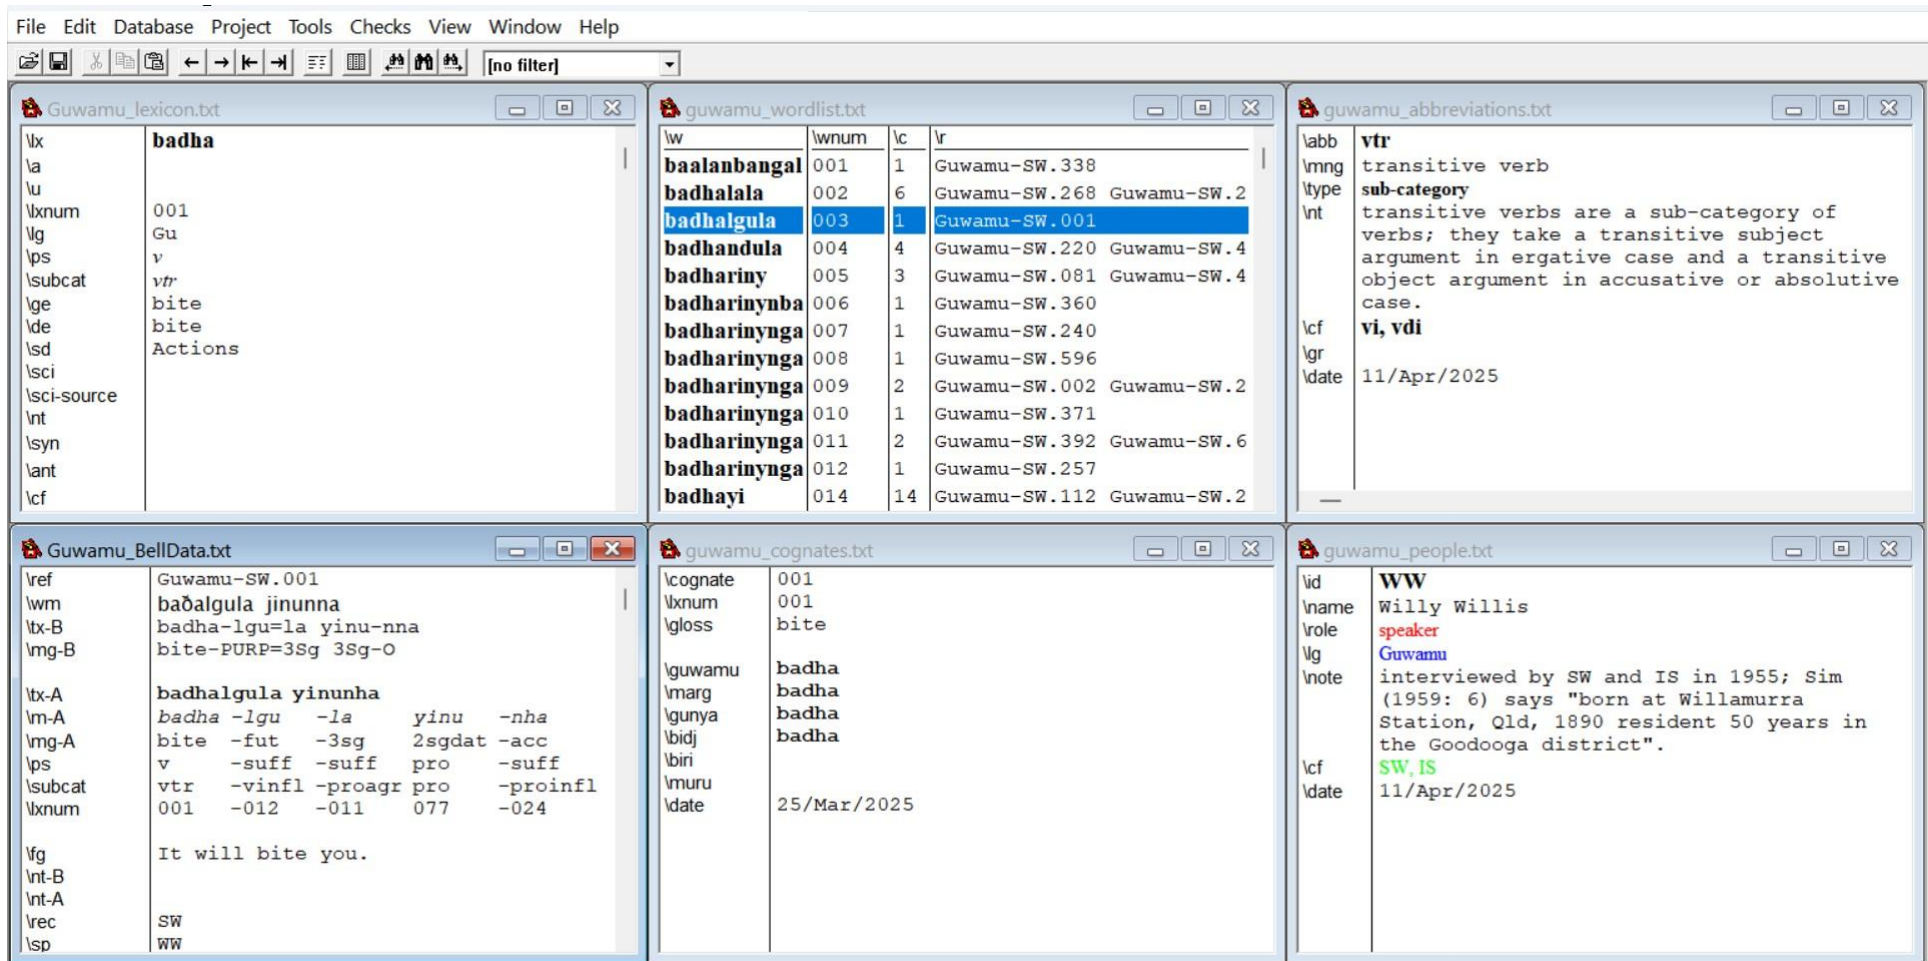 File Edit Database Project Tools Checks View Window Help
[no filter]
Guwamu_lexicon.txt
\lx badha
\a
\u
\lxnum 001
\lg Gu
\ps v
\subcat vtr
\ge bite
\de bite
\sd Actions
\sci
\sci-source
\nt
\syn
\ant
\cf
guwamu_wordlist.txt
\w \wnum \c \r
baalanbangal 001 1 Guwamu-SW.338
badhalala 002 6 Guwamu-SW.268 Guwamu-SW.2
badhalgula 003 1 Guwamu-SW.001
badhandula 004 4 Guwamu-SW.220 Guwamu-SW.4
badhariny 005 3 Guwamu-SW.081 Guwamu-SW.4
badharinynba 006 1 Guwamu-SW.360
badharinynga 007 1 Guwamu-SW.240
badharinynga 008 1 Guwamu-SW.596
badharinynga 009 2 Guwamu-SW.002 Guwamu-SW.2
badharinynga 010 1 Guwamu-SW.371
badharinynga 011 2 Guwamu-SW.392 Guwamu-SW.6
badharinynga 012 1 Guwamu-SW.257
badhayi 014 14 Guwamu-SW.112 Guwamu-SW.2
guwamu_abbreviations.txt
\abb vtr
\mng transitive verb
\type sub-category
\nt transitive verbs are a sub-category of
verbs; they take a transitive subject
argument in ergative case and a transitive
object argument in accusative or absolutive
case.
\cf vi, vdi
\gr
\date 11/Apr/2025
Guwamu_BellData.txt
\ref Guwamu-SW.001
\wm baðalgula jinunna
\tx-B badha-lgu=la yinu-nna
\mg-B bite-PURP=3Sg 3Sg-O
\tx-A badhalgula yinunha
\m-A badha -lgu -la yinu -nha
\mg-A bite -fut -3sg 2sgdat -acc
\ps v -suff -suff pro -suff
\subcat vtr -vinfl -proagr pro -proinfl
\lxnum 001 -012 -011 077 -024
\fg It will bite you.
\nt-B
\nt-A
\rec SW
\sp WW
guwamu_cognates.txt
\cognate 001
\lxnum 001
\gloss bite
\guwamu badha
\marg badha
\gunya badha
\bidj badha
\biri
\muru
\date 25/Mar/2025
guwamu_people.txt
\id WW
\name Willy Willis
\role speaker
\lg Guwamu
\note interviewed by SW and IS in 1955; Sim
(1959: 6) says "born at Willamurra
Station, Qld, 1890 resident 50 years in
the Goodooga district".
\cf SW, IS
\date 11/Apr/2025